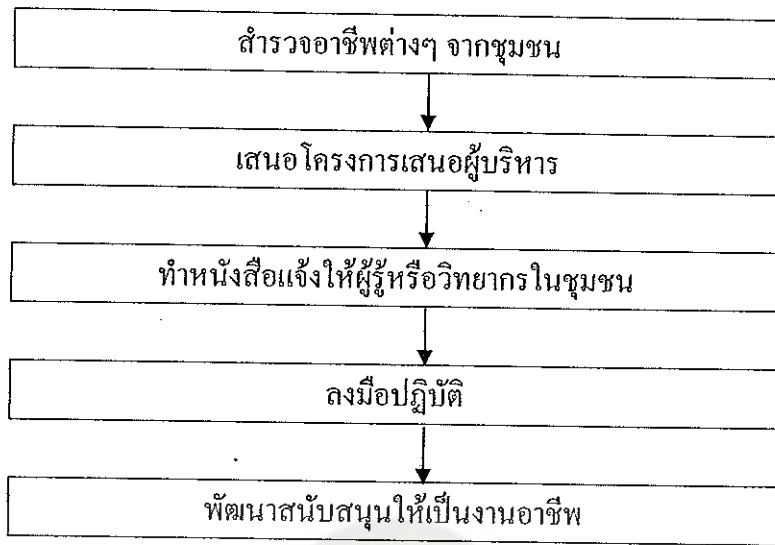 สำรวจอาชีพต่างๆ จากชุมชน
เสนอโครงการเสนอผู้บริหาร
ทำหนังสือแจ้งให้ผู้รู้หรือวิทยากรในชุมชน
ลงมือปฏิบัติ
พัฒนาสนับสนุนให้เป็นงานอาชีพ